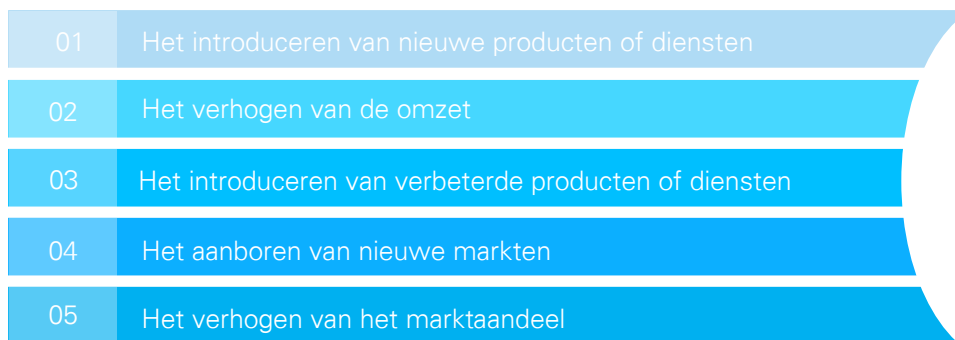 01 Het introduceren van nieuwe producten of diensten
02 Het verhogen van de omzet
03 Het introduceren van verbeterde producten of diensten
04 Het aanboren van nieuwe markten
05 Het verhogen van het marktaandeel